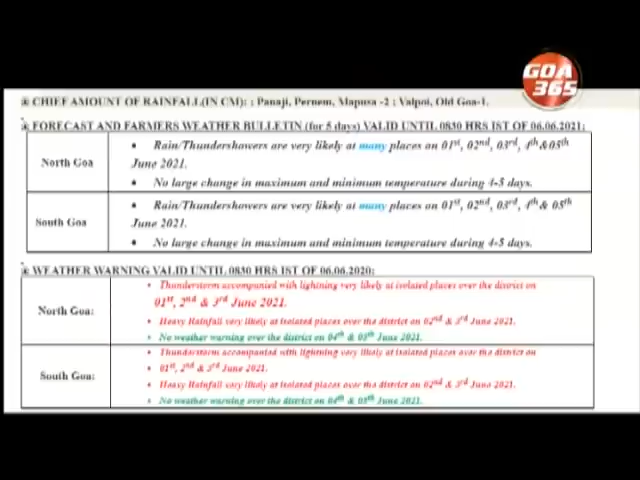 GOA
365
CHIEF AMOUNT OF RAINFALL(IN CM): ; Panaji, Pernem, Mapusa -2 ; Valpoi, Old Goa-1.
FORECAST AND FARMERS WEATHER BULLETIN (for 5 days) VALID UNTIL 0830 HRS IST OF 06.06.2021:
North Goa
• Rain/Thundershowers are very likely at many places on 01st, 02nd, 03rd, 4th &05th
June 2021.
• No large change in maximum and minimum temperature during 4-5 days.
South Goa
• Rain/Thundershowers are very likely at many places on 01st, 02nd, 03rd, 4th & 05th
June 2021.
• No large change in maximum and minimum temperature during 4-5 days.
WEATHER WARNING VALID UNTIL 0830 HRS IST OF 06.06.2020:
North Goa:
• Thunderstorm accompanied with lightning very likely at isolated places over the district on
01st, 2nd & 3rd June 2021.
• Heavy Rainfall very likely at isolated places over the district on 02nd & 3rd June 2021.
• No weather warning over the district on 04th & 05th June 2021.
South Goa:
• Thunderstorm accompanied with lightning very likely at isolated places over the district on
• 01st, 2nd & 3rd June 2021.
• Heavy Rainfall very likely at isolated places over the district on 02nd & 3rd June 2021.
• No weather warning over the district on 04th & 05th June 2021.